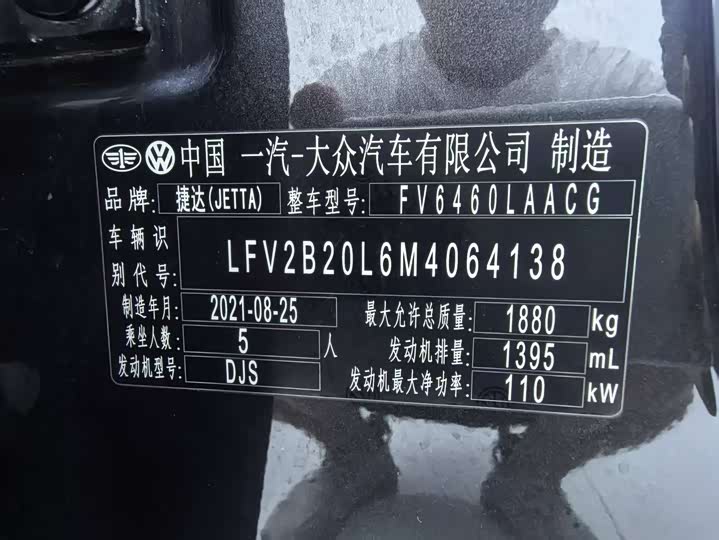 中国 一汽-大众汽车有限公司 制造
品牌: 捷达(JETTA) 整车型号: FV6460LAACG
车辆识别代号: LFV2B20L6M4064138
制造年月: 2021-08-25 最大允许总质量: 1880 kg
乘坐人数: 5 人 发动机排量: 1395 mL
发动机型号: DJS 发动机最大净功率: 110 kW